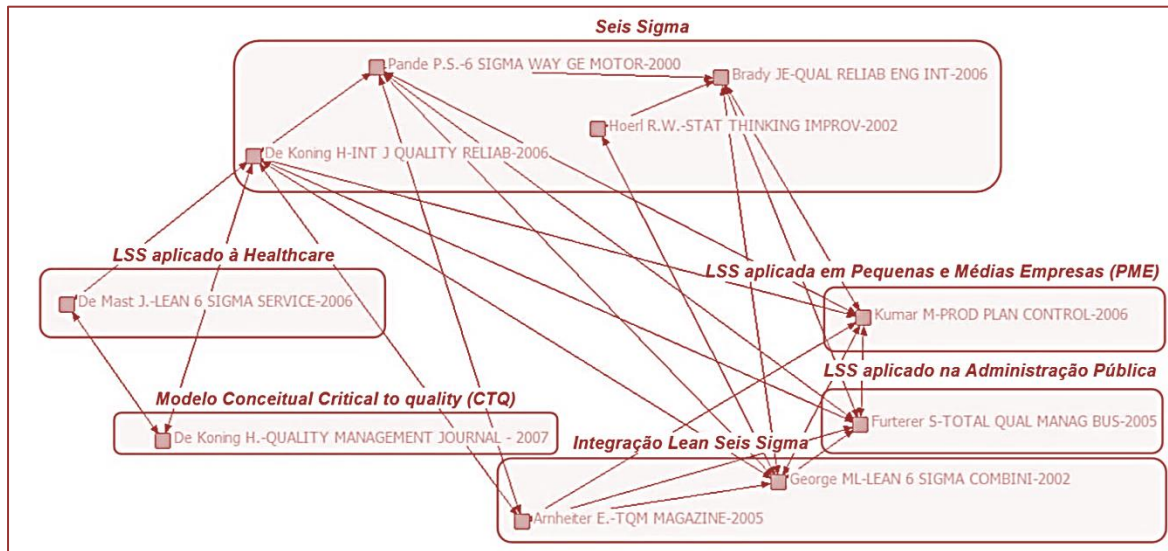 Seis Sigma
Pande P.S.-6 SIGMA WAY GE MOTOR-2000
Brady JE-QUAL RELIAB ENG INT-2006
Hoerl R.W.-STAT THINKING IMPROV-2002
De Koning H-INT J QUALITY RELIAB-2006
LSS aplicado à Healthcare
De Mast J.-LEAN 6 SIGMA SERVICE-2006
LSS aplicada em Pequenas e Médias Empresas (PME)
Kumar M-PROD PLAN CONTROL-2006
LSS aplicado na Administração Pública
Furterer S-TOTAL QUAL MANAG BUS-2005
Modelo Conceitual Critical to quality (CTQ)
De Koning H.-QUALITY MANAGEMENT JOURNAL - 2007
Integração Lean Seis Sigma
George ML-LEAN 6 SIGMA COMBINI-2002
Arnheiter E.-TQM MAGAZINE-2005